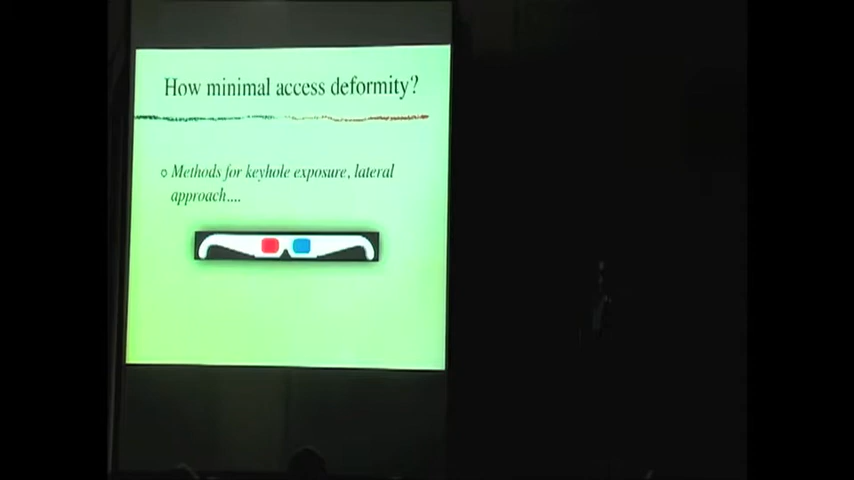 How minimal access deformity?
Methods for keyhole exposure, lateral
approach....